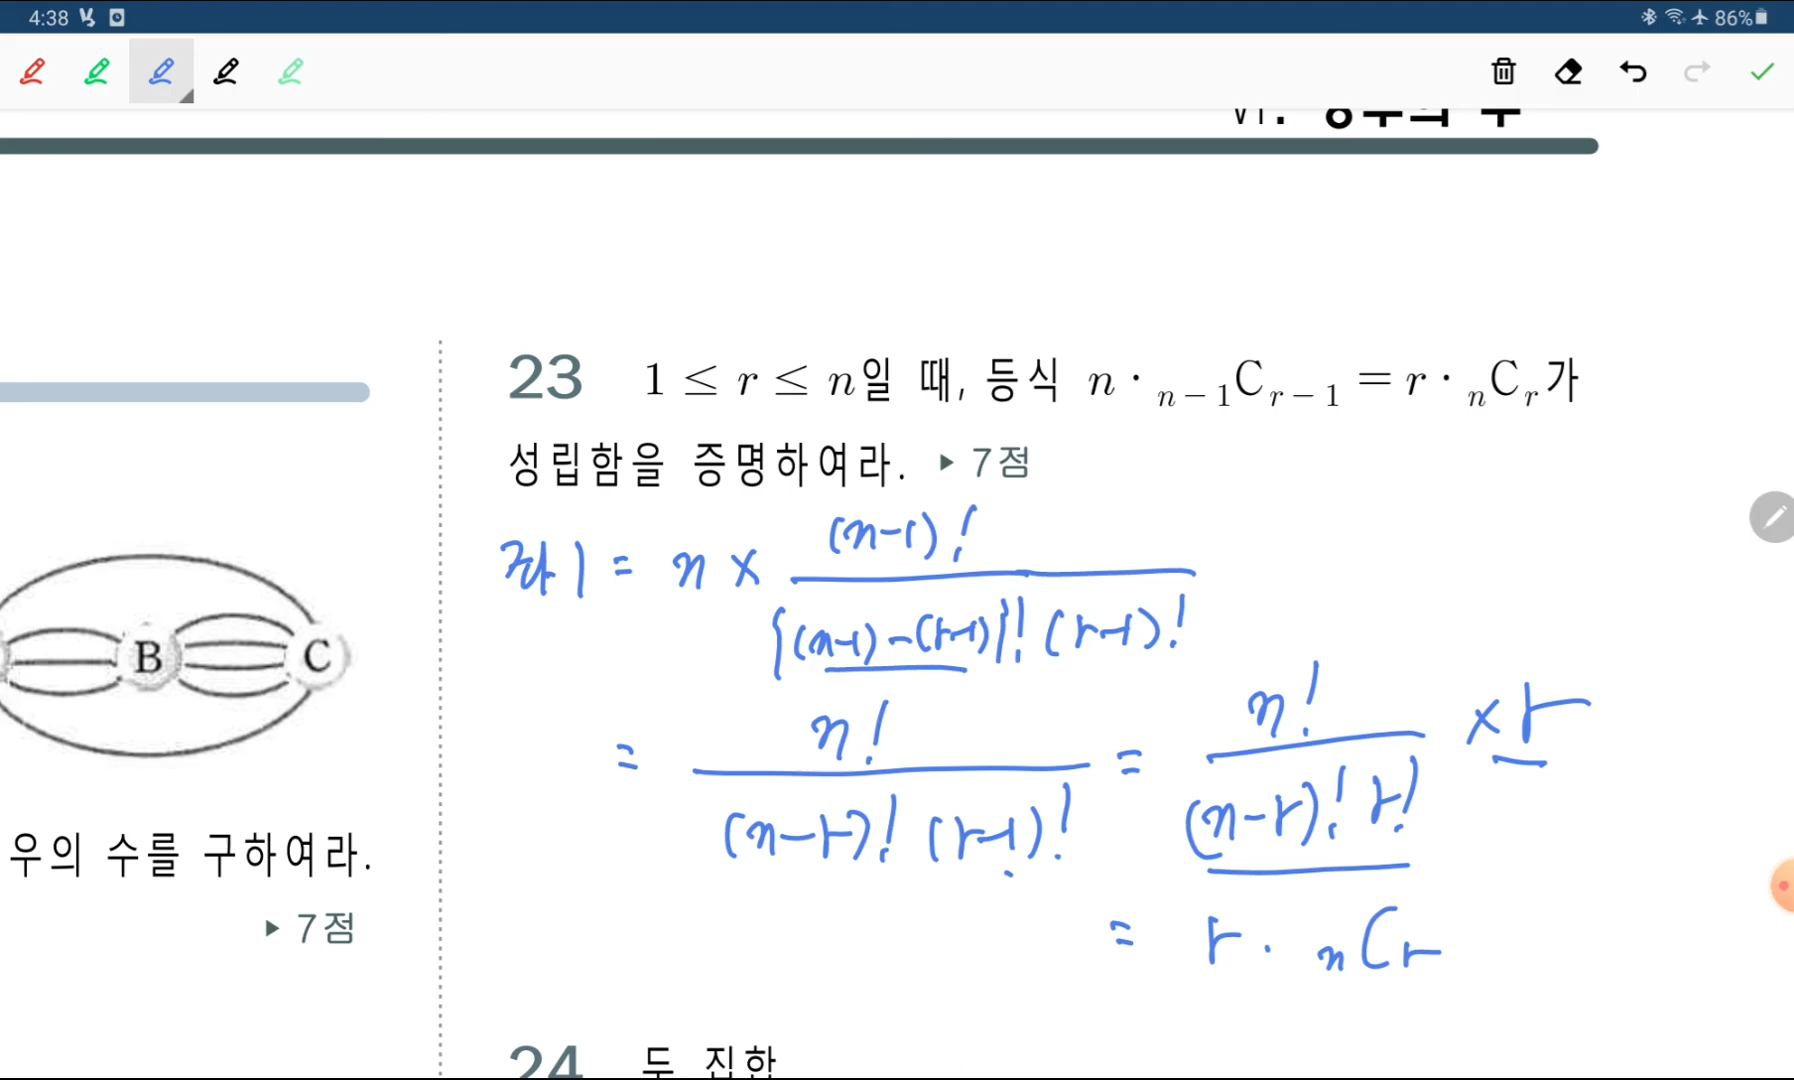 4:38
86%
23 1 ≤ r ≤ n일 때, 등식 n · ₙ₋₁Cᵣ₋₁ = r · ₙCᵣ가
성립함을 증명하여라. ▸ 7점
= n × (n-1)! / {(n-1)-(r-1)}! (r-1)!
= n! / (n-r)! (r-1)! = n! / (n-r)! r! × r
= r · ₙCᵣ
B
C
우의 수를 구하여라.
▸ 7점
24 두 집합